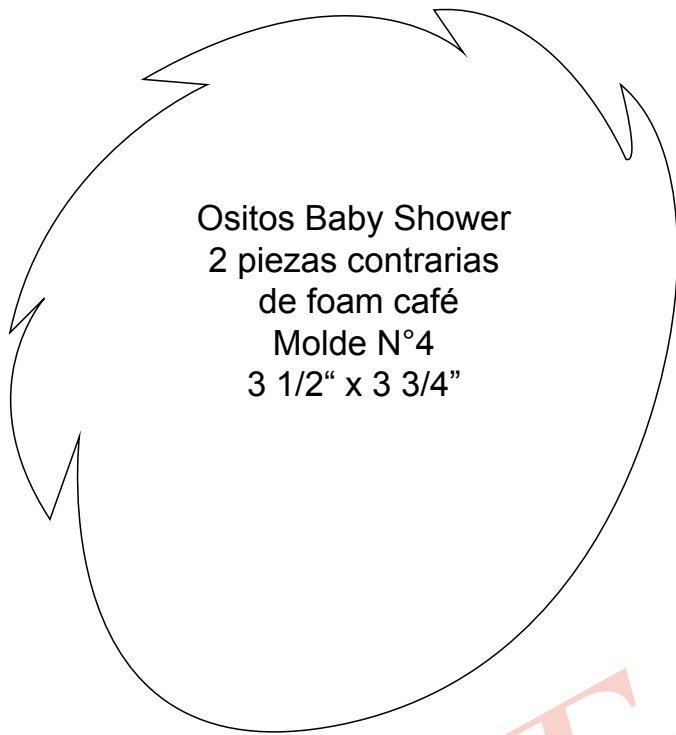 Ositos Baby Shower
2 piezas contrarias
de foam café
Molde N°4
3 1/2“ x 3 3/4”